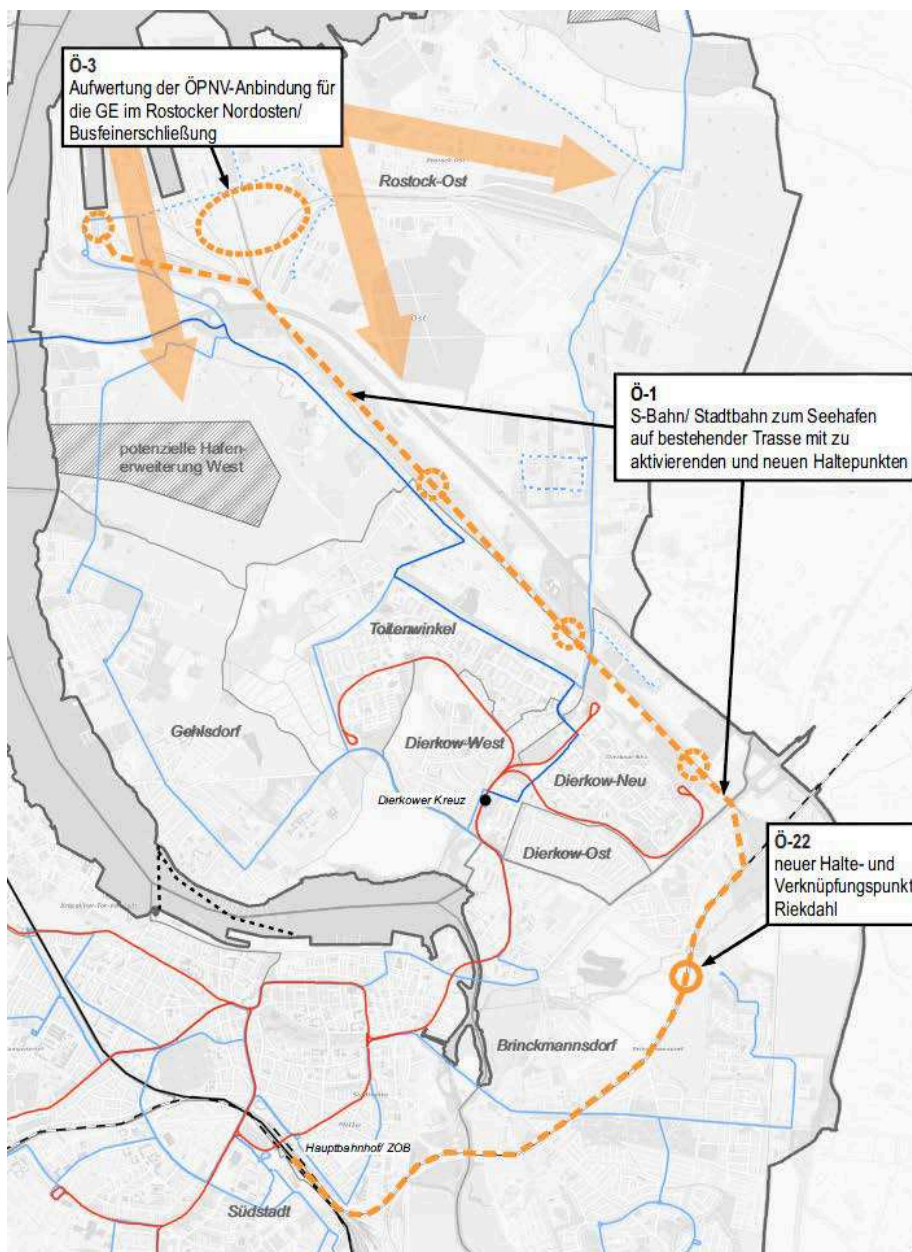 Ö-3
Aufwertung der ÖPNV-Anbindung für
die GE im Rostocker Nordosten/
Busfeinerschließung
Rostock-Ost
Ost
Ö-1
S-Bahn/ Stadtbahn zum Seehafen
auf bestehender Trasse mit zu
aktivierenden und neuen Haltepunkten
potenzielle Hafen-
erweiterung West
Toitenwinkel
Gehlsdorf
Dierkow-West
Dierkow-Neu
Dierkower Kreuz
Dierkow-Ost
Ö-22
neuer Halte- und
Verknüpfungspunkt
Riekdahl
Brinckmannsdorf
Hauptbahnhof/ ZOB
Südstadt